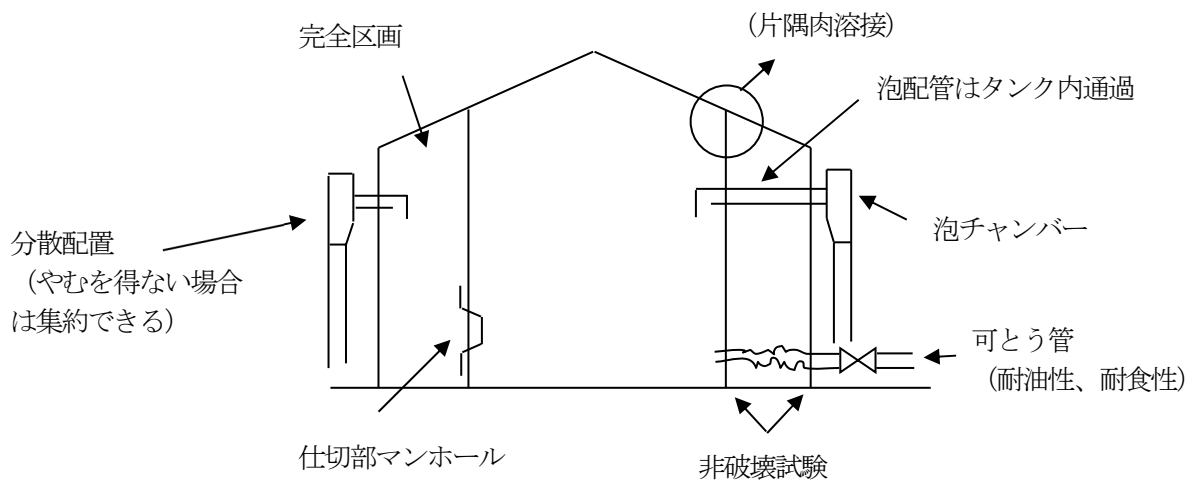 完全区画
（片隅肉溶接）
泡配管はタンク内通過
分散配置
（やむを得ない場合
は集約できる）
泡チャンバー
可とう管
（耐油性、耐食性）
仕切部マンホール
非破壊試験